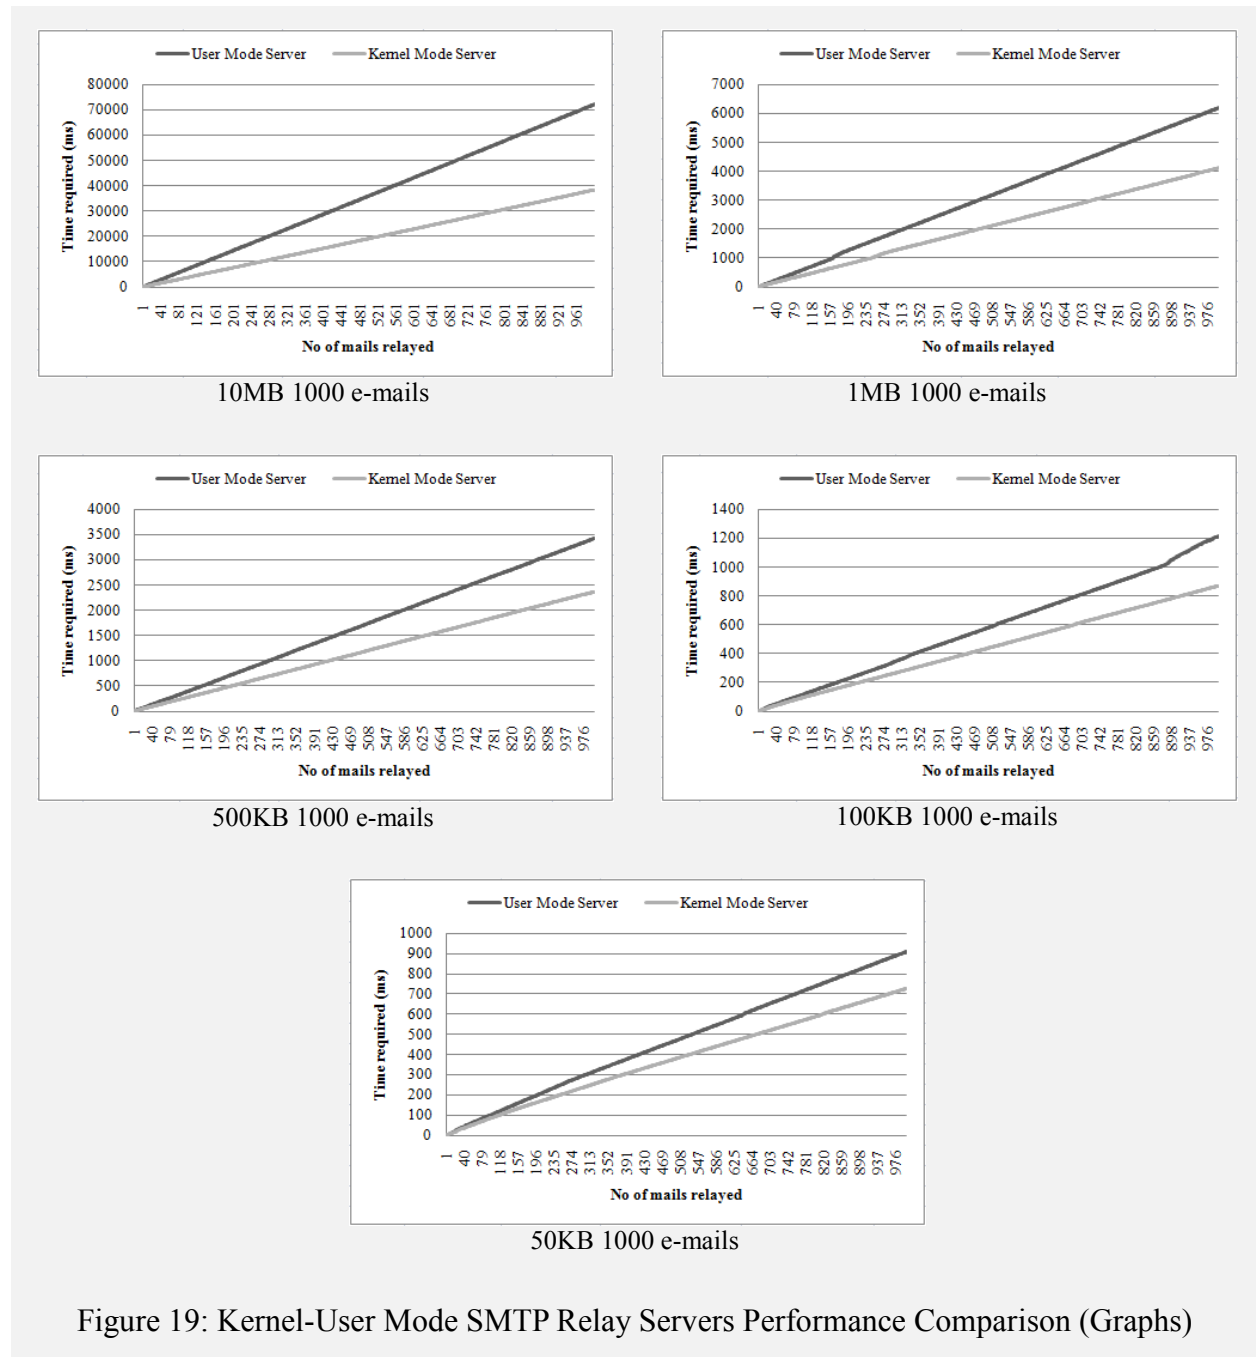 User Mode Server Kernel Mode Server
80000
70000
60000
50000
40000
30000
20000
10000
0
Time required (ms)
1 41 81 121 161 201 241 281 321 361 401 441 481 521 561 601 641 681 721 761 801 841 881 921 961
No of mails relayed
10MB 1000 e-mails
User Mode Server Kernel Mode Server
7000
6000
5000
4000
3000
2000
1000
0
Time required (ms)
1 40 79 118 157 196 235 274 313 352 391 430 469 508 547 586 625 664 703 742 781 820 859 898 937 976
No of mails relayed
1MB 1000 e-mails
User Mode Server Kernel Mode Server
4000
3500
3000
2500
2000
1500
1000
500
0
Time required (ms)
1 40 79 118 157 196 235 274 313 352 391 430 469 508 547 586 625 664 703 742 781 820 859 898 937 976
No of mails relayed
500KB 1000 e-mails
User Mode Server Kernel Mode Server
1400
1200
1000
800
600
400
200
0
Time required (ms)
1 40 79 118 157 196 235 274 313 352 391 430 469 508 547 586 625 664 703 742 781 820 859 898 937 976
No of mails relayed
100KB 1000 e-mails
User Mode Server Kernel Mode Server
1000
900
800
700
600
500
400
300
200
100
0
Time required (ms)
1 40 79 118 157 196 235 274 313 352 391 430 469 508 547 586 625 664 703 742 781 820 859 898 937 976
No of mails relayed
50KB 1000 e-mails
Figure 19: Kernel-User Mode SMTP Relay Servers Performance Comparison (Graphs)